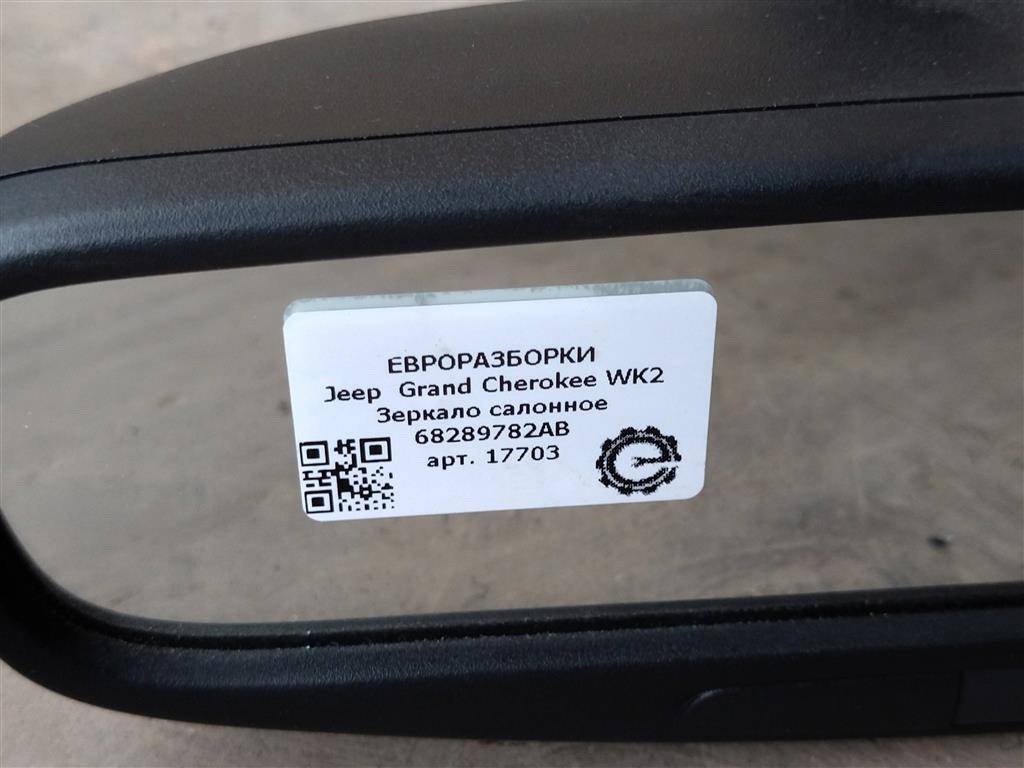 ЕВРОРАЗБОРКИ
Jeep Grand Cherokee WK2
Зеркало салонное
68289782AB
арт. 17703